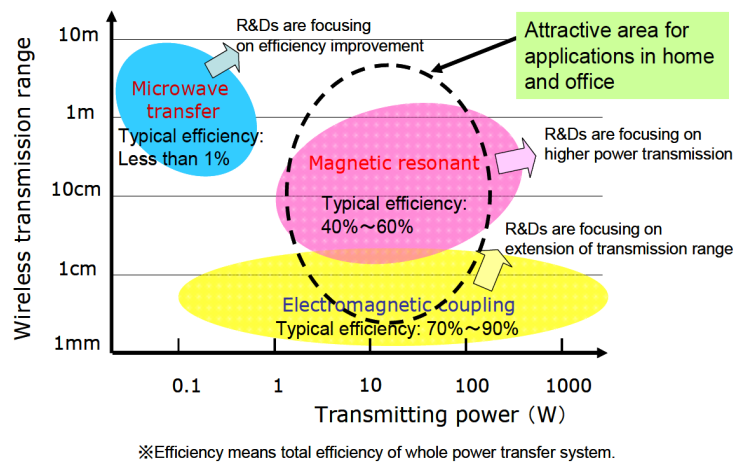 R&Ds are focusing
on efficiency improvement
Attractive area for
applications in home
and office
Wireless transmission range
10m
1m
10cm
1cm
1mm
Microwave
transfer
Typical efficiency:
Less than 1%
Magnetic resonant
Typical efficiency:
40%～60%
R&Ds are focusing on
higher power transmission
R&Ds are focusing on
extension of transmission range
Electromagnetic coupling
Typical efficiency: 70%～90%
0.1 1 10 100 1000
Transmitting power（W）
※Efficiency means total efficiency of whole power transfer system.